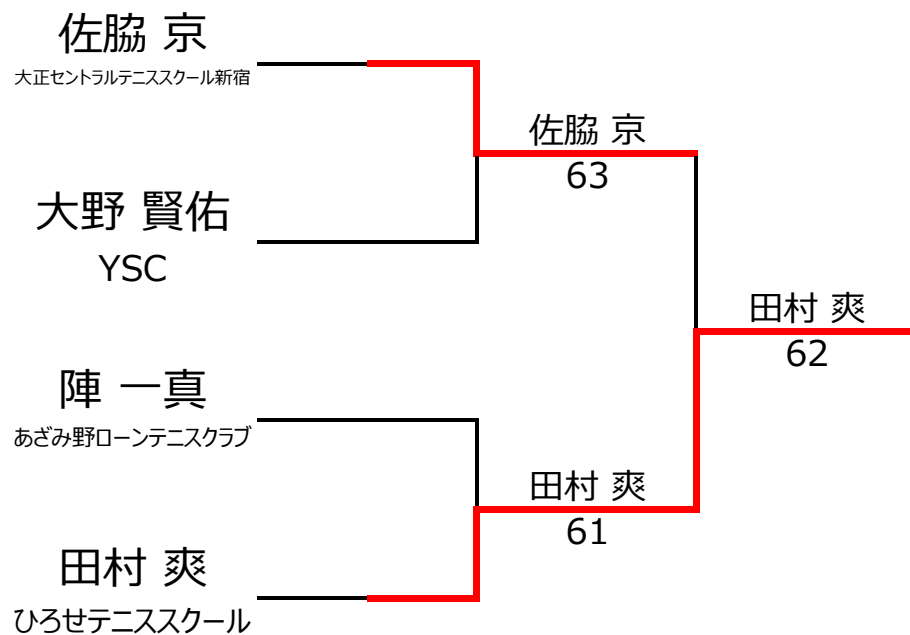 佐脇 京
大正セントラルテニススクール新宿
大野 賢佑
YSC
陣 一真
あざみ野ローンテニスクラブ
田村 爽
ひろせテニススクール
佐脇 京
63
田村 爽
61
田村 爽
62